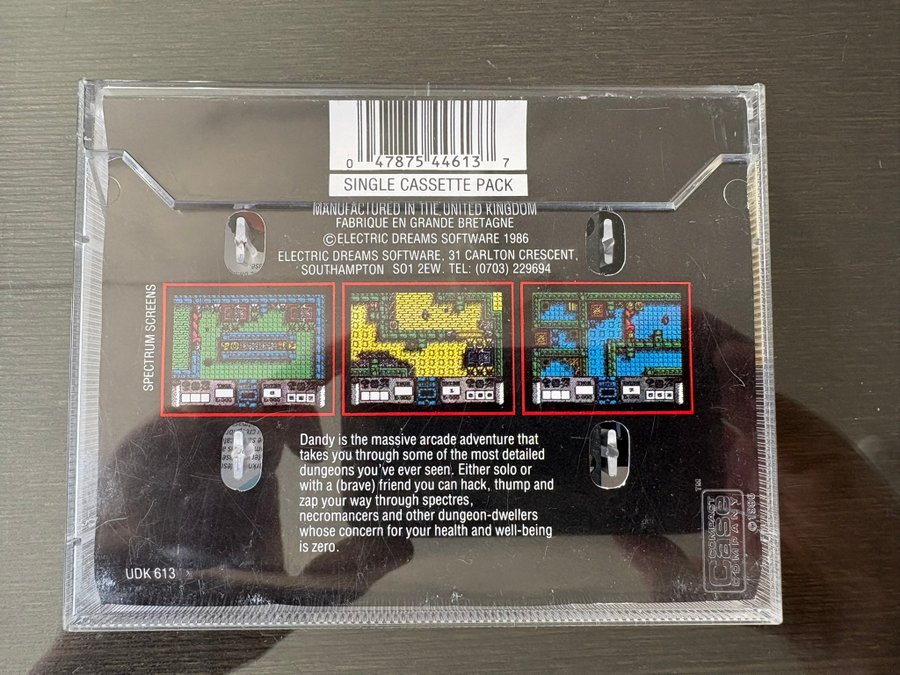 0 47875 44613 7
SINGLE CASSETTE PACK
MANUFACTURED IN THE UNITED KINGDOM
FABRIQUE EN GRANDE BRETAGNE
©ELECTRIC DREAMS SOFTWARE 1986
ELECTRIC DREAMS SOFTWARE, 31 CARLTON CRESCENT,
SOUTHAMPTON SO1 2EW. TEL: (0703) 229694
SPECTRUM SCREENS
Dandy is the massive arcade adventure that
takes you through some of the most detailed
dungeons you've ever seen. Either solo or
with a (brave) friend you can hack, thump and
zap your way through spectres,
necromancers and other dungeon-dwellers
whose concern for your health and well-being
is zero.
UDK 613
COMPACT
Case
COMPANY
™
© 1986